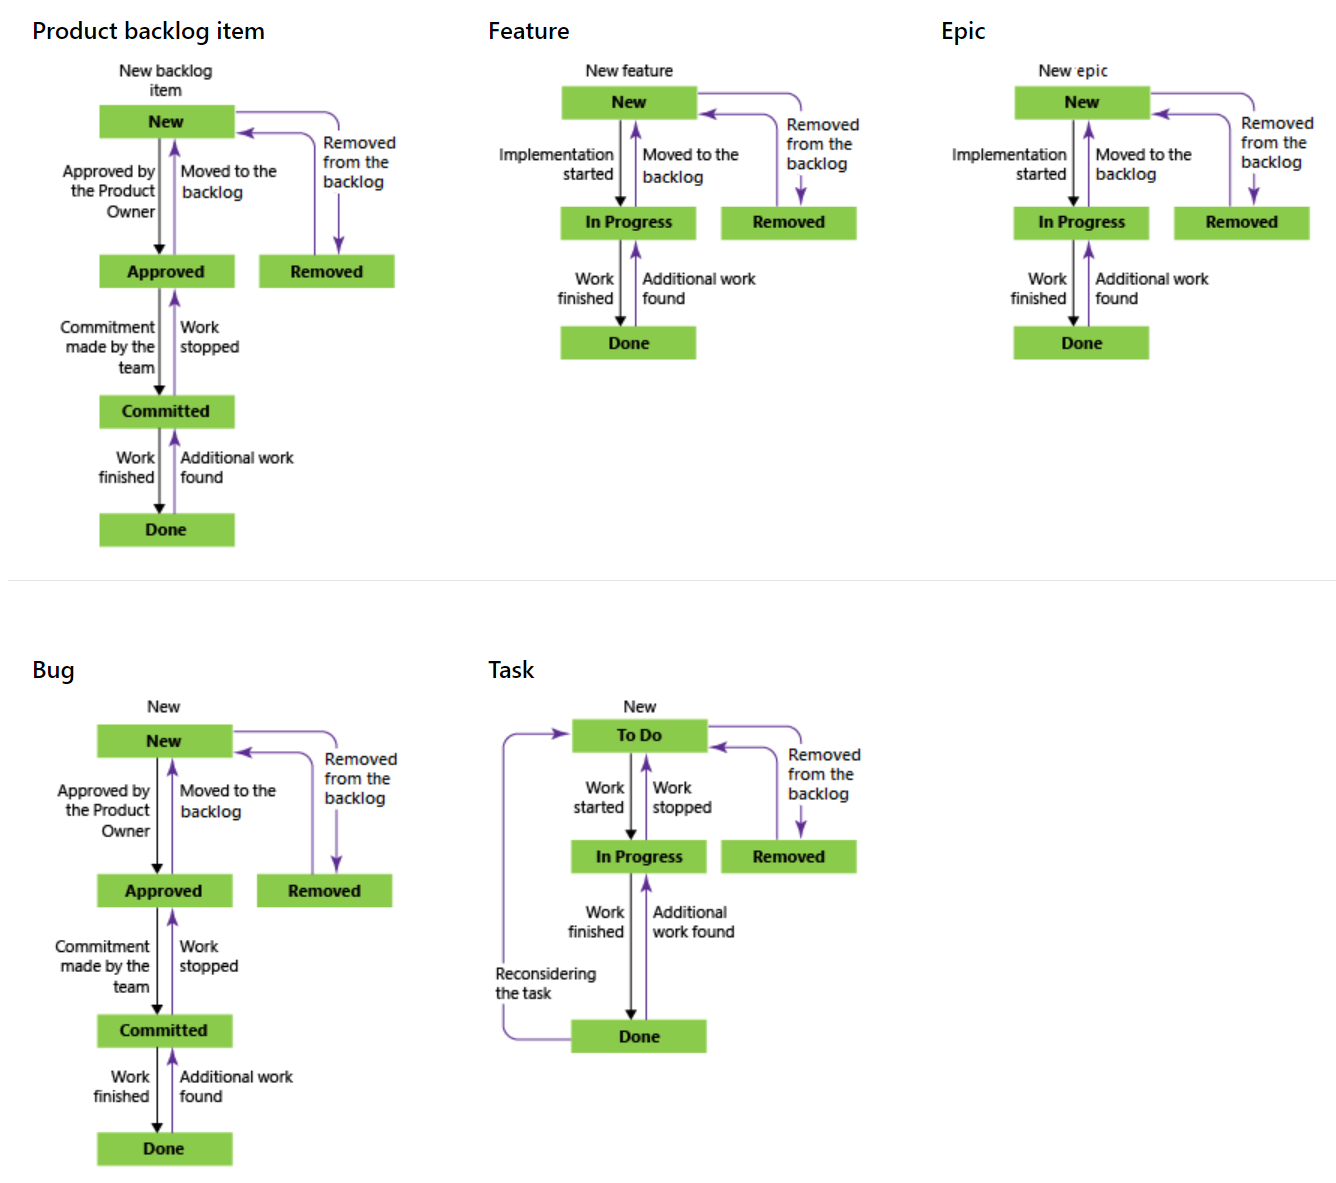 Product backlog item
New backlog
item
New
Approved by
the Product
Owner
Moved to the
backlog
Removed
from the
backlog
Approved
Removed
Commitment
made by the
team
Work
stopped
Committed
Work
finished
Additional work
found
Done
Feature
New feature
New
Implementation
started
Moved to the
backlog
Removed
from the
backlog
In Progress
Removed
Work
finished
Additional work
found
Done
Epic
New epic
New
Implementation
started
Moved to the
backlog
Removed
from the
backlog
In Progress
Removed
Work
finished
Additional work
found
Done
Bug
New
New
Approved by
the Product
Owner
Moved to the
backlog
Removed
from the
backlog
Approved
Removed
Commitment
made by the
team
Work
stopped
Committed
Work
finished
Additional work
found
Done
Task
New
To Do
Work
started
Work
stopped
Removed
from the
backlog
In Progress
Removed
Work
finished
Additional
work found
Reconsidering
the task
Done